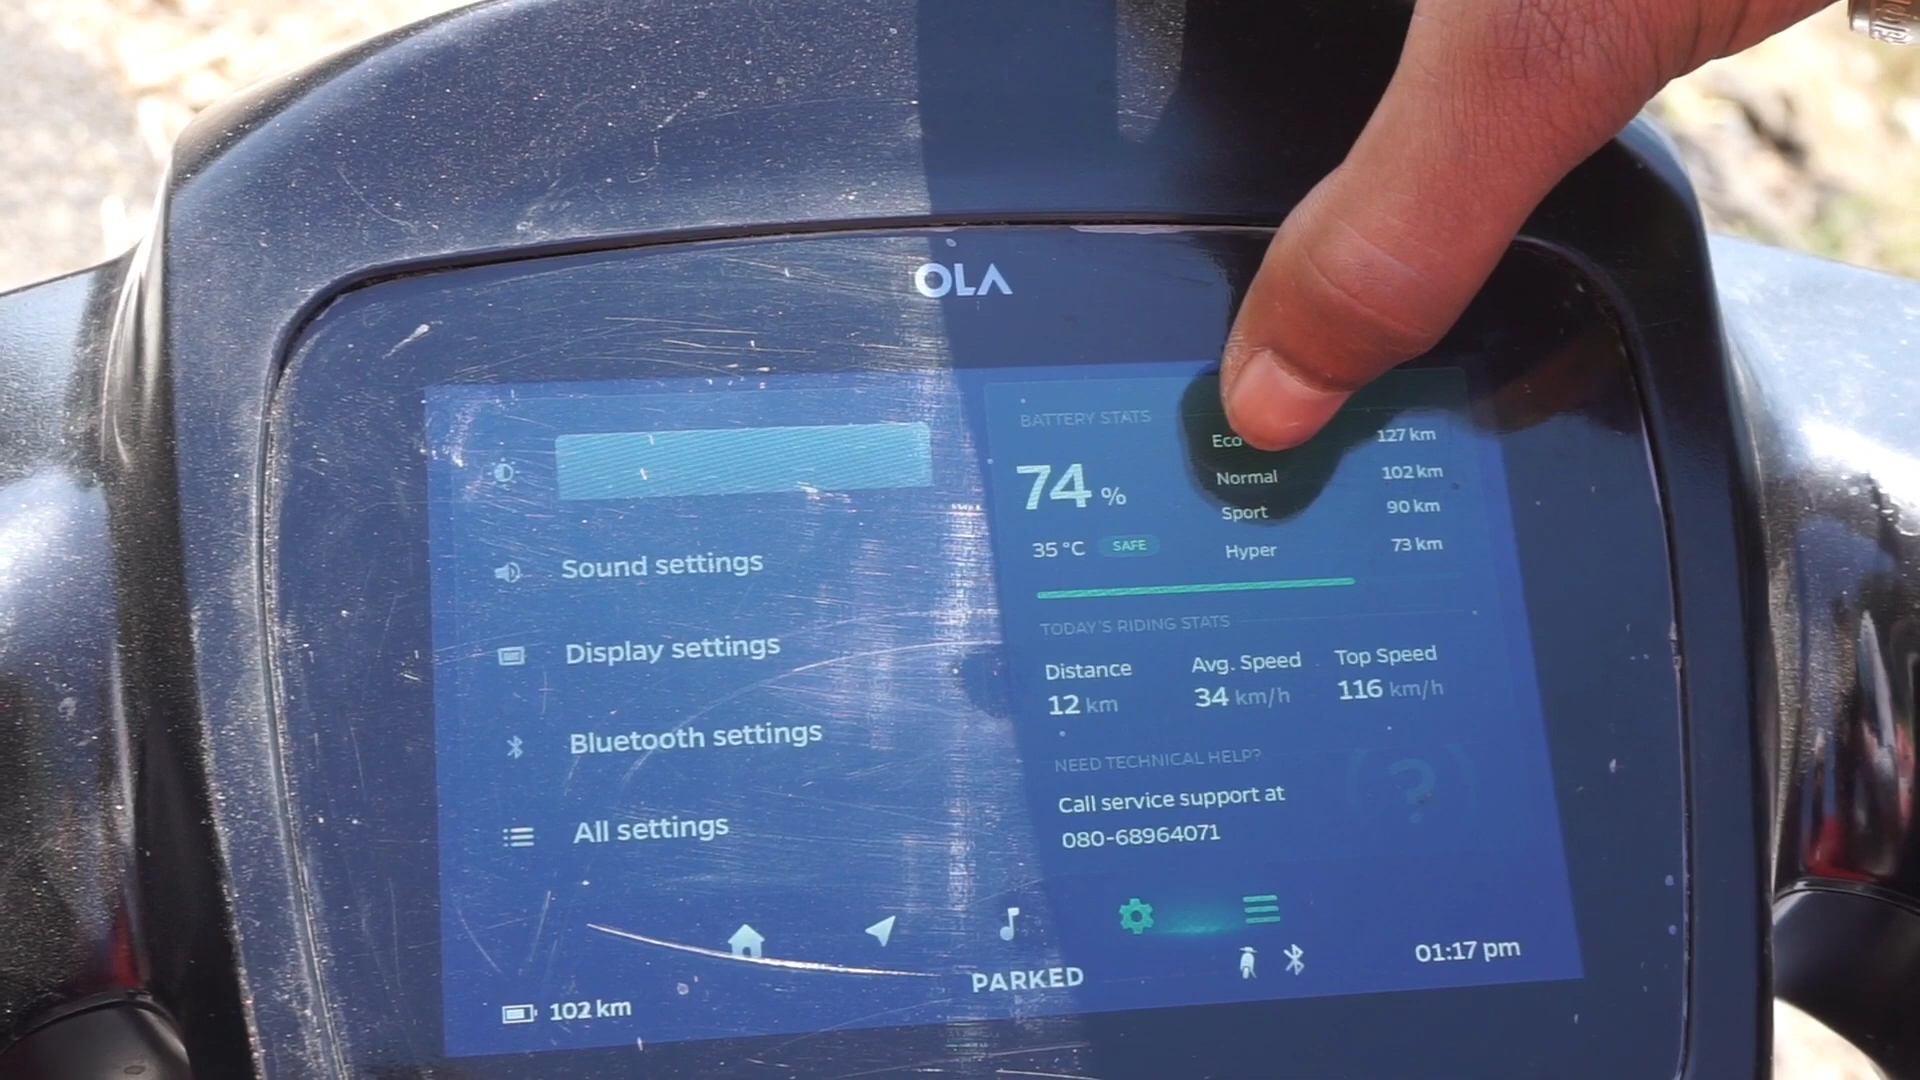 OLA
Sound settings
Display settings
Bluetooth settings
All settings
BATTERY STATS
74 %
35 °C SAFE
Eco 127 km
Normal 102 km
Sport 90 km
Hyper 73 km
TODAY'S RIDING STATS
Distance Avg. Speed Top Speed
12 km 34 km/h 116 km/h
NEED TECHNICAL HELP?
Call service support at
080-68964071
?
102 km PARKED 01:17 pm